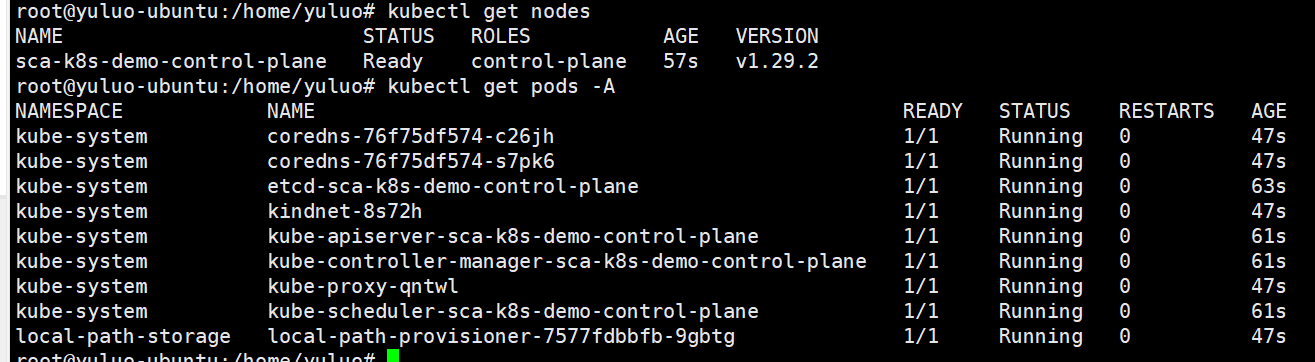 root@yuluo-ubuntu:/home/yuluo# kubectl get nodes
NAME STATUS ROLES AGE VERSION
sca-k8s-demo-control-plane Ready control-plane 57s v1.29.2
root@yuluo-ubuntu:/home/yuluo# kubectl get pods -A
NAMESPACE NAME READY STATUS RESTARTS AGE
kube-system coredns-76f75df574-c26jh 1/1 Running 0 47s
kube-system coredns-76f75df574-s7pk6 1/1 Running 0 47s
kube-system etcd-sca-k8s-demo-control-plane 1/1 Running 0 63s
kube-system kindnet-8s72h 1/1 Running 0 47s
kube-system kube-apiserver-sca-k8s-demo-control-plane 1/1 Running 0 61s
kube-system kube-controller-manager-sca-k8s-demo-control-plane 1/1 Running 0 61s
kube-system kube-proxy-qntwl 1/1 Running 0 47s
kube-system kube-scheduler-sca-k8s-demo-control-plane 1/1 Running 0 61s
local-path-storage local-path-provisioner-7577fdbbfb-9gbtg 1/1 Running 0 47s
root@yuluo-ubuntu:/home/yuluo#